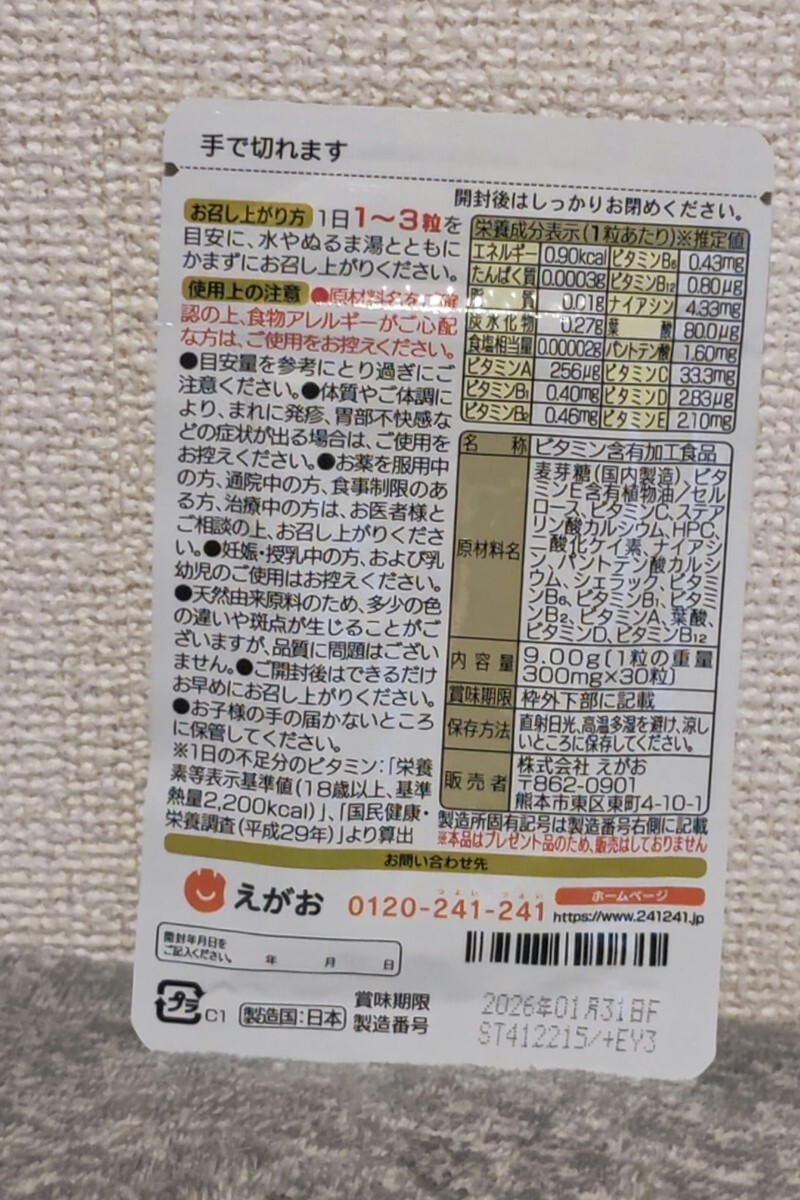 手で切れます
開封後はしっかりお閉めください。
お召し上がり方 1日1〜3粒を
目安に、水やぬるま湯とともに
かまずにお召し上がりください。
使用上の注意 ●原材料名をご確
認の上、食物アレルギーがご心配
な方は、ご使用をお控えください。
●目安量を参考にとり過ぎにご
注意ください。●体質やご体調に
より、まれに発疹、胃部不快感な
どの症状が出る場合は、ご使用を
お控えください。●お薬を服用中
の方、通院中の方、食事制限のあ
る方、治療中の方は、お医者様と
ご相談の上、お召し上がりくださ
い。●妊娠・授乳中の方、および乳
幼児のご使用はお控えください。
●天然由来原料のため、多少の色
の違いや斑点が生じることがご
ざいますが、品質に問題はござい
ません。●ご開封後はできるだけ
お早めにお召し上がりください。
●お子様の手の届かないところ
に保管してください。
※1日の不足分のビタミン:「栄養
素等表示基準値(18歳以上、基準
熱量2,200kcal)」、「国民健康・
栄養調査(平成29年)」より算出
栄養成分表示(1粒あたり)※推定値
エネルギー 0.90kcal ビタミンB6 0.43mg
たんぱく質 0.0003g ビタミンB12 0.80μg
脂質 0.01g ナイアシン 4.33mg
炭水化物 0.27g 葉酸 80.0μg
食塩相当量 0.00002g パントテン酸 1.60mg
ビタミンA 256μg ビタミンC 33.3mg
ビタミンB1 0.40mg ビタミンD 2.83μg
ビタミンB2 0.46mg ビタミンE 2.10mg
名称 ビタミン含有加工食品
原材料名 麦芽糖(国内製造)、ビタ
ミンE含有植物油/セル
ロース、ビタミンC、ステア
リン酸カルシウム、HPC、
二酸化ケイ素、ナイアシ
ン、パントテン酸カルシ
ウム、シェラック、ビタミ
ンB6、ビタミンB1、ビタミ
ンB2、ビタミンA、葉酸、
ビタミンD、ビタミンB12
内容量 9.00g(1粒の重量
300mg×30粒)
賞味期限 枠外下部に記載
保存方法 直射日光、高温多湿を避け、涼し
いところに保存してください。
販売者 株式会社 えがお
〒862-0901
熊本市東区東町4-10-1
製造所固有記号は製造番号右側に記載
※本品はプレゼント品のため、販売はしておりません
お問い合わせ先
えがお
つよい つよい
0120-241-241
ホームページ
https://www.241241.jp
開封年月日を
ご記入ください。 年 月 日
プラ C1 製造国:日本
賞味期限 2026年01月31日F
製造番号 ST412215/+EY3